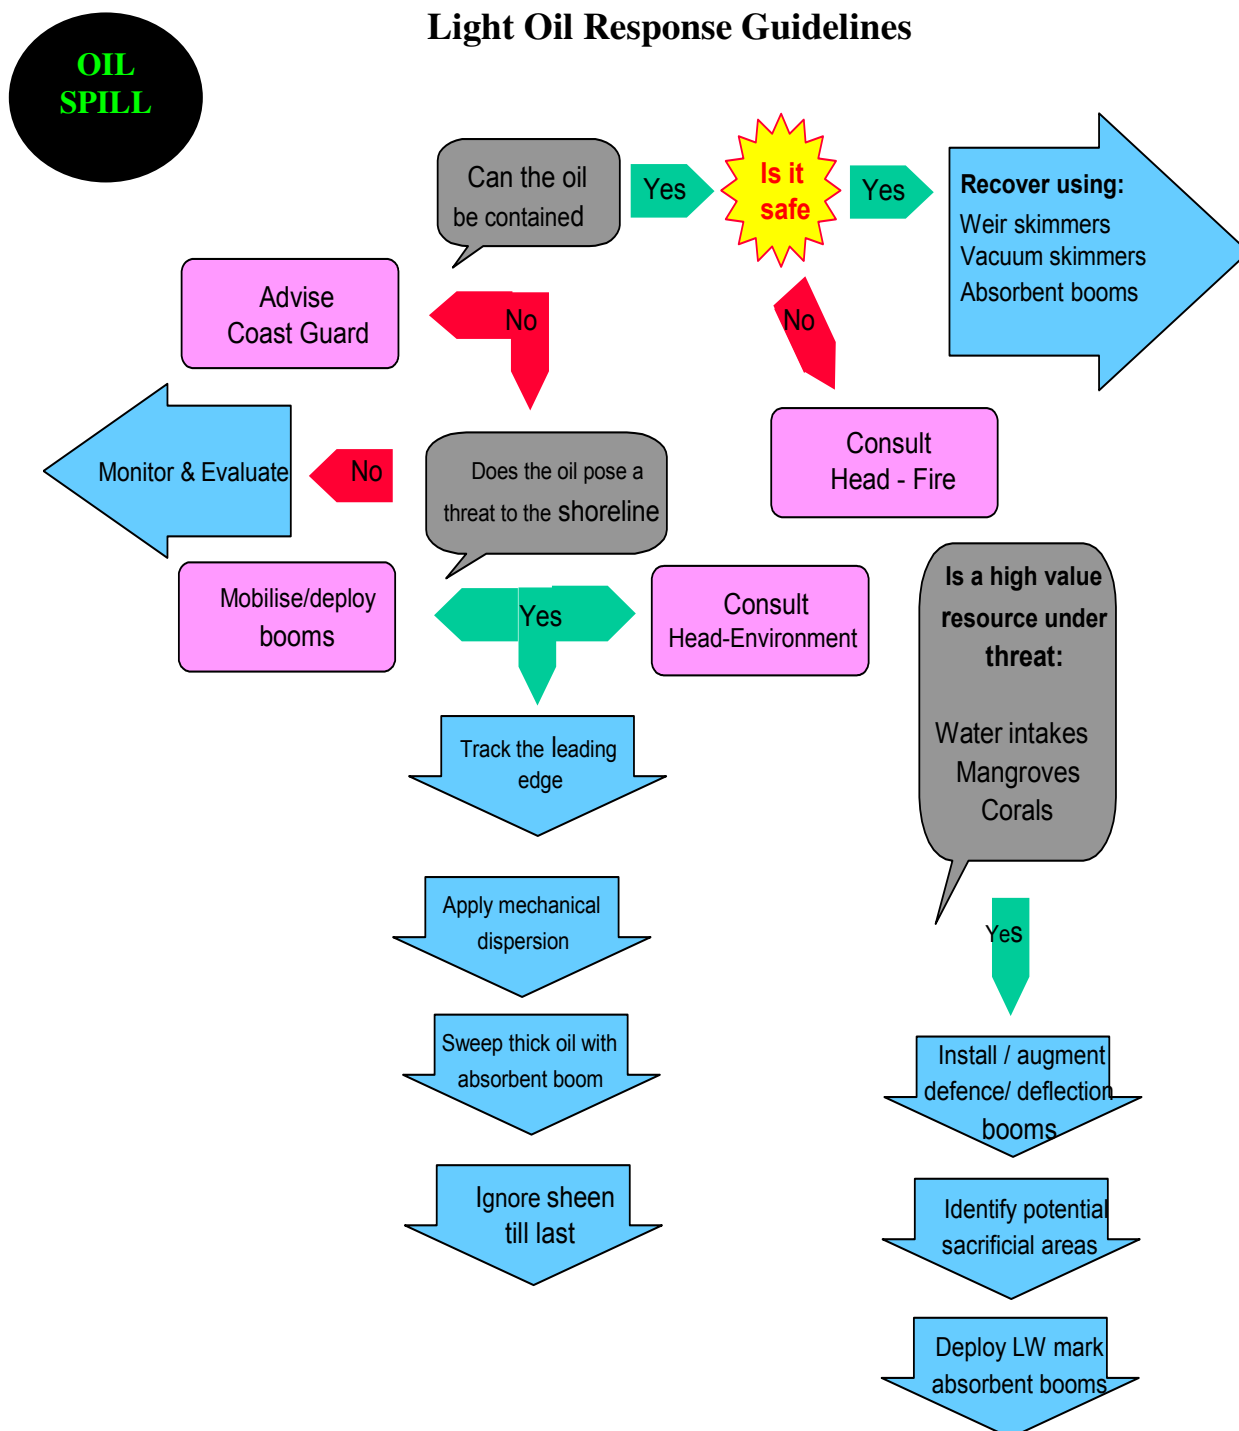 Light Oil Response Guidelines
OIL
SPILL
Can the oil
be contained
Yes
Is it
safe
Yes
Recover using:
Weir skimmers
Vacuum skimmers
Absorbent booms
Advise
Coast Guard
No
No
Monitor & Evaluate
No
Does the oil pose a
threat to the shoreline
Consult
Head - Fire
Mobilise/deploy
booms
Yes
Consult
Head-Environment
Is a high value
resource under
threat:
Water intakes
Mangroves
Corals
Track the leading
edge
Apply mechanical
dispersion
Yes
Sweep thick oil with
absorbent boom
Install / augment
defence/ deflection
booms
Ignore sheen
till last
Identify potential
sacrificial areas
Deploy LW mark
absorbent booms